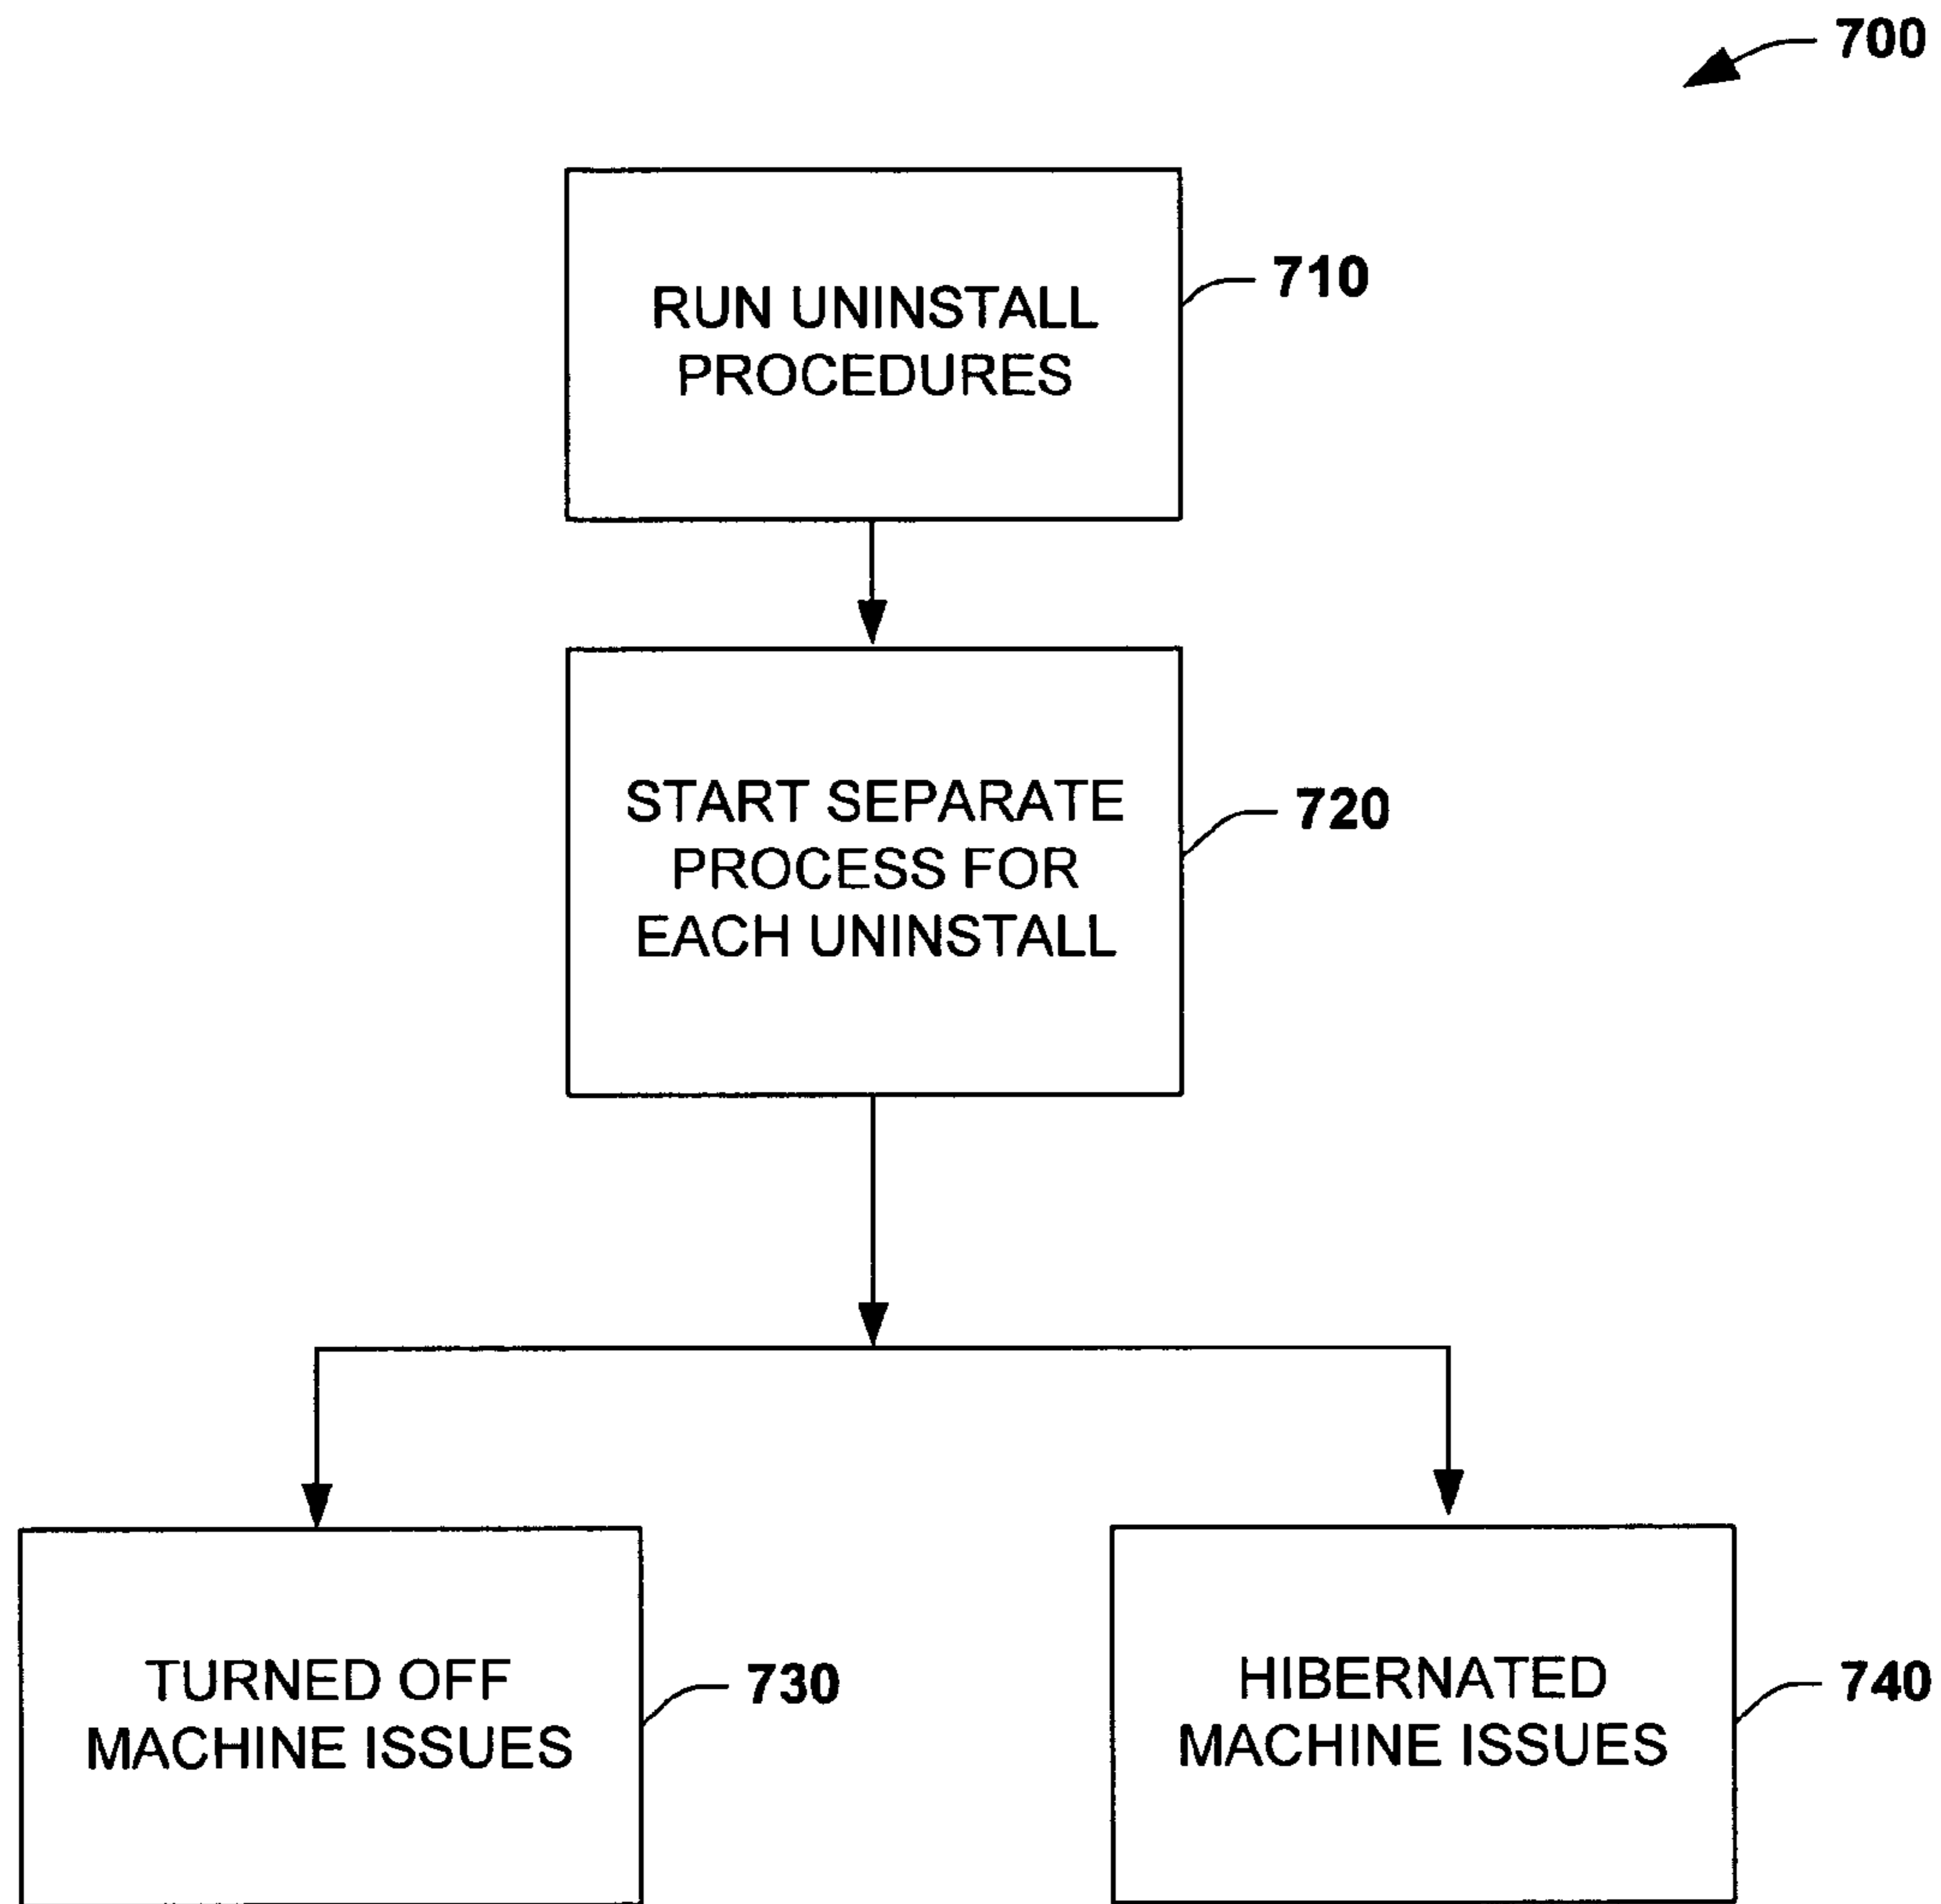 700
RUN UNINSTALL
PROCEDURES
710
START SEPARATE
PROCESS FOR
EACH UNINSTALL
720
TURNED OFF
MACHINE ISSUES
730
HIBERNATED
MACHINE ISSUES
740